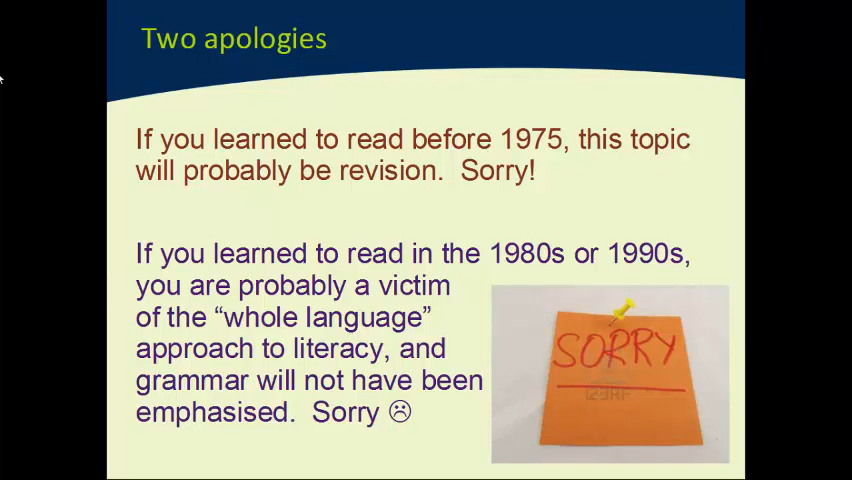 Two apologies
If you learned to read before 1975, this topic
will probably be revision.  Sorry!
If you learned to read in the 1980s or 1990s,
you are probably a victim
of the “whole language”
approach to literacy, and
grammar will not have been
emphasised.  Sorry ☹
SORRY
123RF